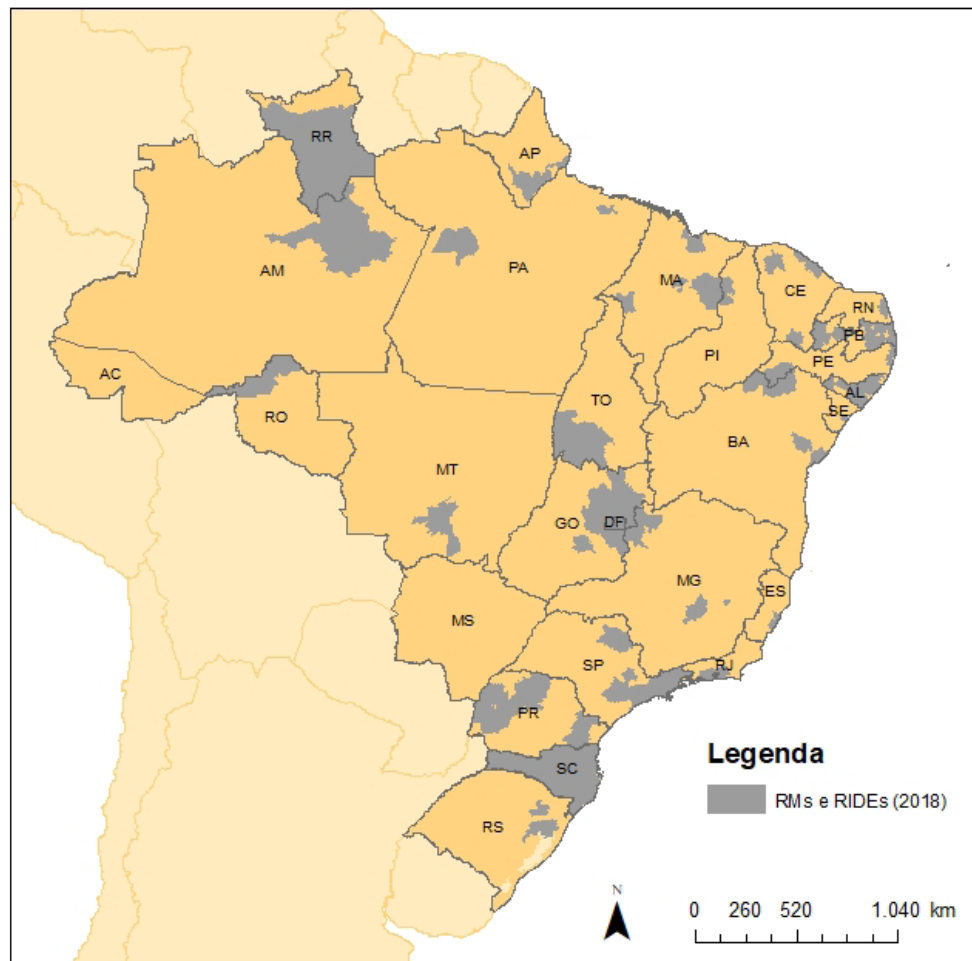 RR
AP
AM
PA
MA
CE
RN
PB
PI
PE
AC
AL
TO
SE
RO
BA
MT
GO
DF
MG
ES
MS
SP
RJ
PR
SC
RS
Legenda
RMs e RIDEs (2018)
N
0 260 520 1.040 km